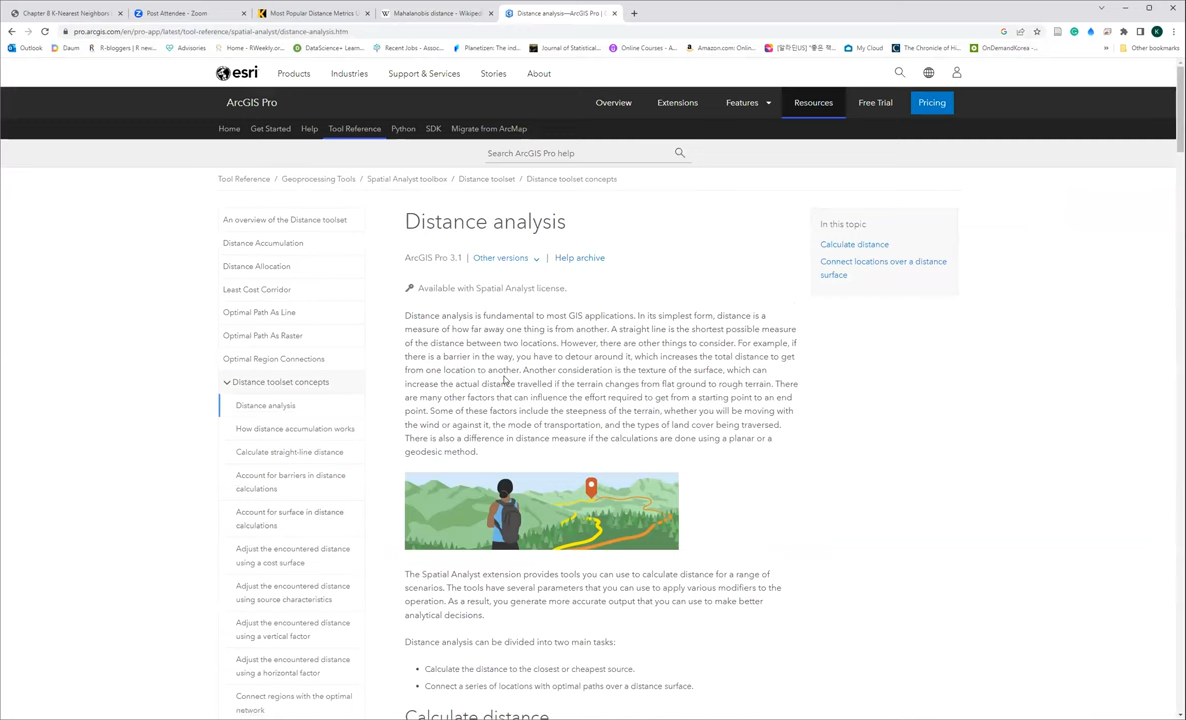 Chapter 8 K-Nearest Neighbors
Post Attendee - Zoom
Most Popular Distance Metrics U
Mahalanobis distance - Wikiped
Distance analysis—ArcGIS Pro |
pro.arcgis.com/en/pro-app/latest/tool-reference/spatial-analyst/distance-analysis.htm
Outlook
Daum
R-bloggers | R new...
Advisories
Home - RWeekly.or...
DataScience+ Learn...
Recent Jobs - Assoc...
Planetizen: The ind...
Journal of Statistical...
Online Courses - A...
Amazon.com: Onlin...
[알라딘US] "좋은 책...
My Cloud
The Chronicle of Hi...
OnDemandKorea - ...
»
Other bookmarks
esri
Products
Industries
Support & Services
Stories
About
ArcGIS Pro
Overview
Extensions
Features
Resources
Free Trial
Pricing
Home
Get Started
Help
Tool Reference
Python
SDK
Migrate from ArcMap
Search ArcGIS Pro help
Tool Reference / Geoprocessing Tools / Spatial Analyst toolbox / Distance toolset / Distance toolset concepts
An overview of the Distance toolset
Distance Accumulation
Distance Allocation
Least Cost Corridor
Optimal Path As Line
Optimal Path As Raster
Optimal Region Connections
Distance toolset concepts
Distance analysis
How distance accumulation works
Calculate straight-line distance
Account for barriers in distance
calculations
Account for surface in distance
calculations
Adjust the encountered distance
using a cost surface
Adjust the encountered distance
using source characteristics
Adjust the encountered distance
using a vertical factor
Adjust the encountered distance
using a horizontal factor
Connect regions with the optimal
network
Distance analysis
ArcGIS Pro 3.1 | Other versions | Help archive
Available with Spatial Analyst license.
Distance analysis is fundamental to most GIS applications. In its simplest form, distance is a
measure of how far away one thing is from another. A straight line is the shortest possible measure
of the distance between two locations. However, there are other things to consider. For example, if
there is a barrier in the way, you have to detour around it, which increases the total distance to get
from one location to another. Another consideration is the texture of the surface, which can
increase the actual distance travelled if the terrain changes from flat ground to rough terrain. There
are many other factors that can influence the effort required to get from a starting point to an end
point. Some of these factors include the steepness of the terrain, whether you will be moving with
the wind or against it, the mode of transportation, and the types of land cover being traversed.
There is also a difference in distance measure if the calculations are done using a planar or a
geodesic method.
The Spatial Analyst extension provides tools you can use to calculate distance for a range of
scenarios. The tools have several parameters that you can use to apply various modifiers to the
operation. As a result, you generate more accurate output that you can use to make better
analytical decisions.
Distance analysis can be divided into two main tasks:
• Calculate the distance to the closest or cheapest source.
• Connect a series of locations with optimal paths over a distance surface.
Calculate distance
In this topic
Calculate distance
Connect locations over a distance
surface